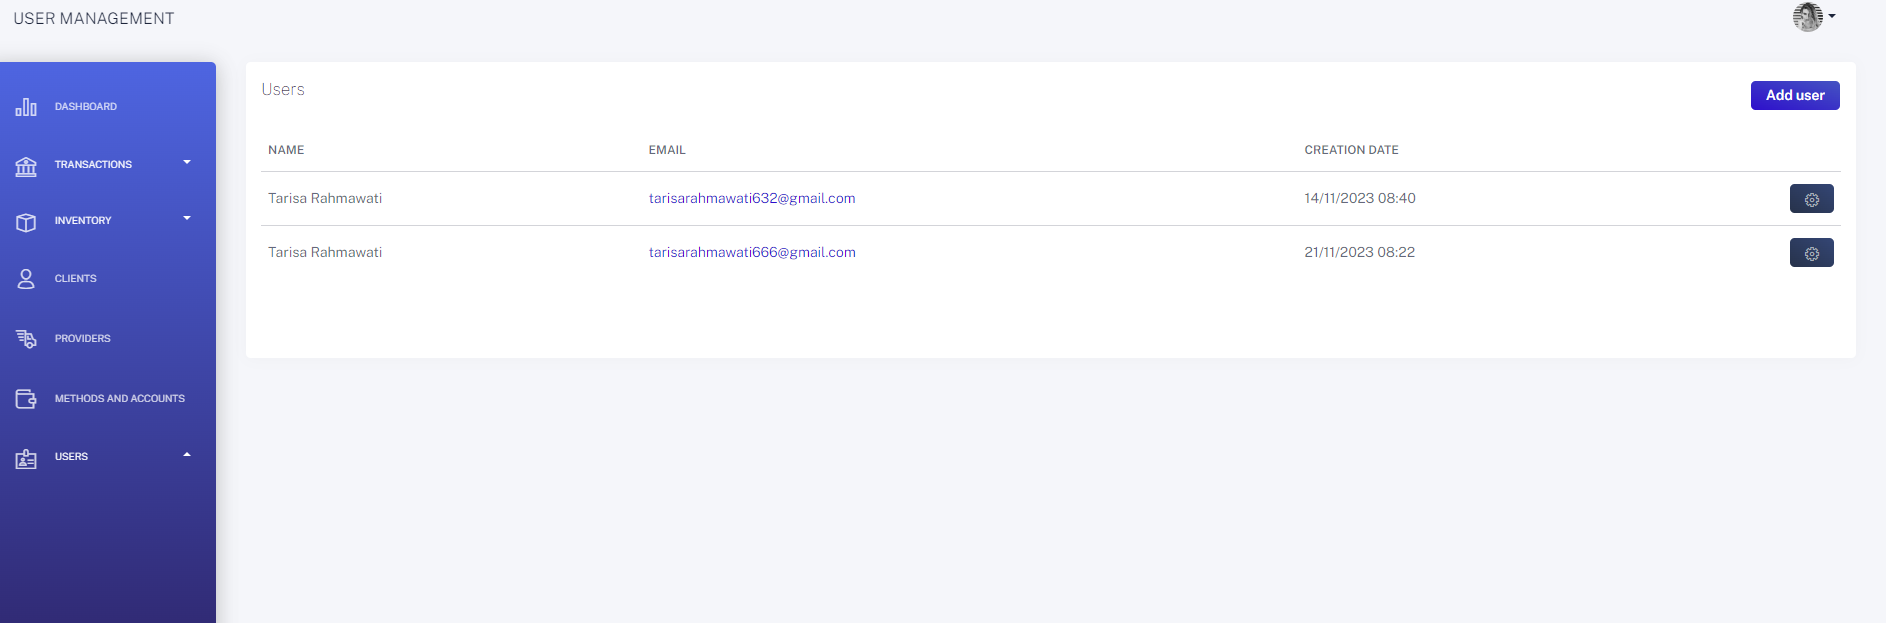 USER MANAGEMENT
DASHBOARD
TRANSACTIONS
INVENTORY
CLIENTS
PROVIDERS
METHODS AND ACCOUNTS
USERS
Users
Add user
NAME EMAIL CREATION DATE
Tarisa Rahmawati tarisarahmawati632@gmail.com 14/11/2023 08:40
Tarisa Rahmawati tarisarahmawati666@gmail.com 21/11/2023 08:22